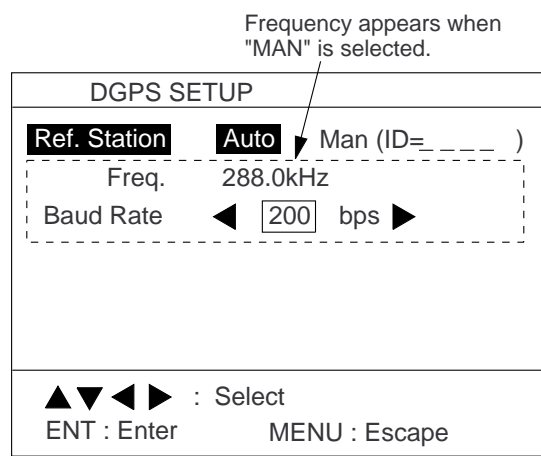 Frequency appears when
"MAN" is selected.
DGPS SETUP
Ref. Station Auto Man (ID=_ _ _ _ )
Freq. 288.0kHz
Baud Rate ◀ 200 bps ▶
▲▼◀ ▶ : Select
ENT : Enter MENU : Escape